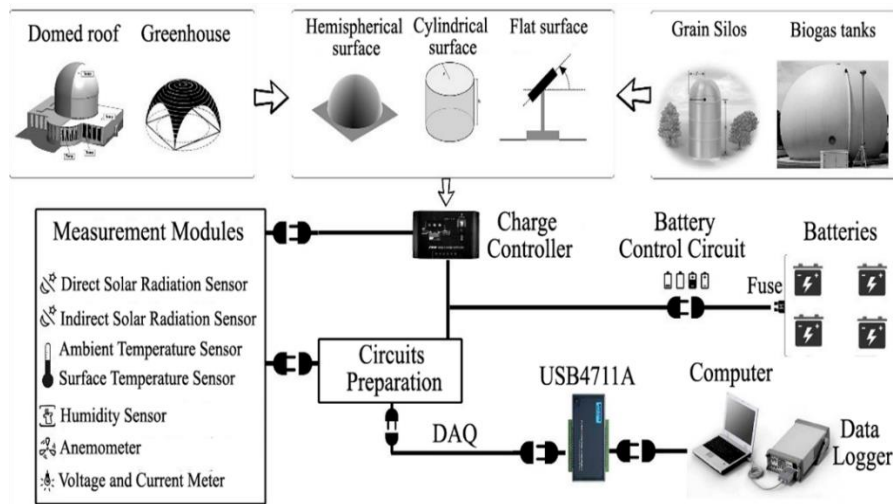 Domed roof
Greenhouse
Hemispherical
surface
Cylindrical
surface
Flat surface
Grain Silos
Biogas tanks
Measurement Modules
Direct Solar Radiation Sensor
Indirect Solar Radiation Sensor
Ambient Temperature Sensor
Surface Temperature Sensor
Humidity Sensor
Anemometer
Voltage and Current Meter
Charge
Controller
Battery
Control Circuit
Batteries
Fuse
Circuits
Preparation
USB4711A
Computer
DAQ
Data
Logger